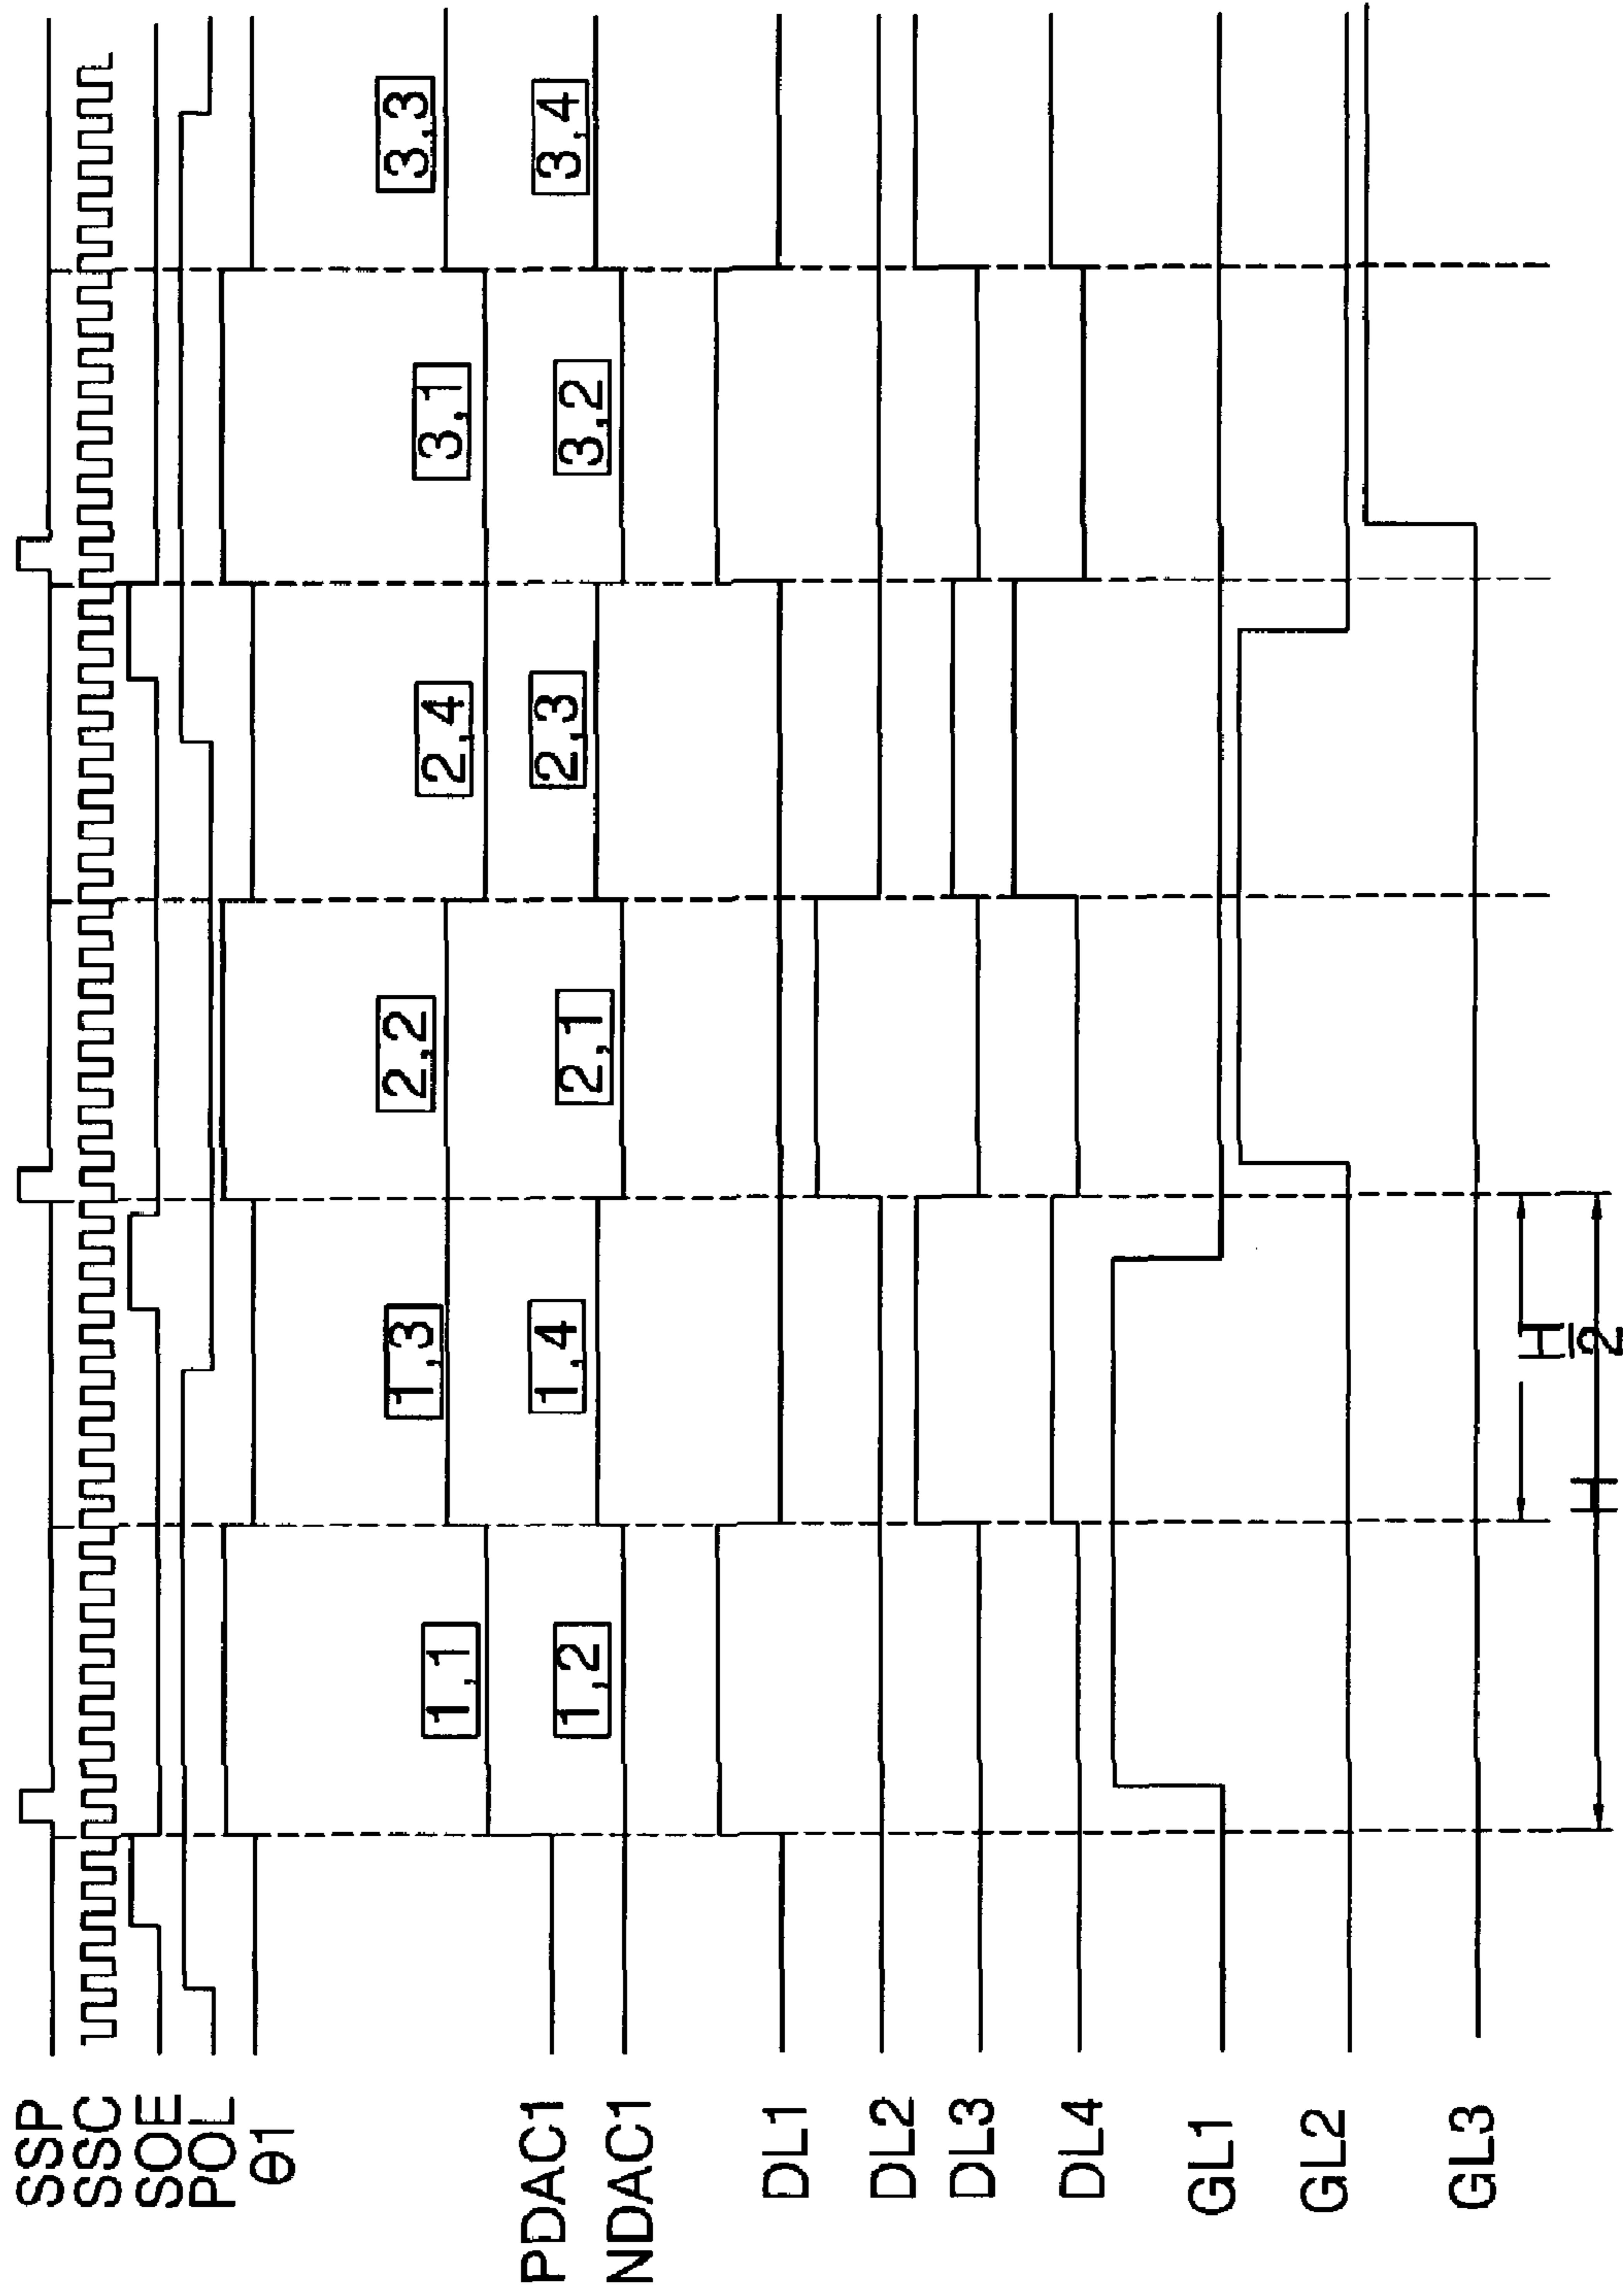 SSP
SSC
SOE
POL
θ1
PDAC1 1,1 1,3 2,2 2,4 3,1 3,3
NDAC1 1,2 1,4 2,1 2,3 3,2 3,4
DL1
DL2
DL3
DL4
GL1
GL2
GL3
H
2
H